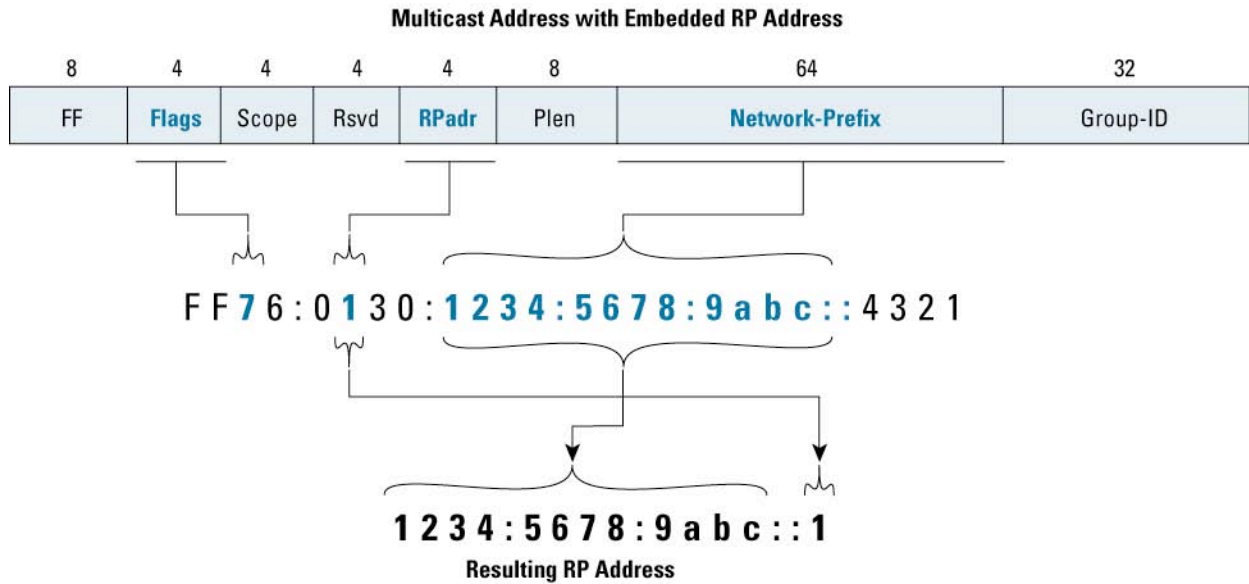 Multicast Address with Embedded RP Address
8 4 4 4 4 8 64 32
FF Flags Scope Rsvd RPadr Plen Network-Prefix Group-ID
FF76:0130:1234:5678:9abc::4321
1234:5678:9abc::1
Resulting RP Address